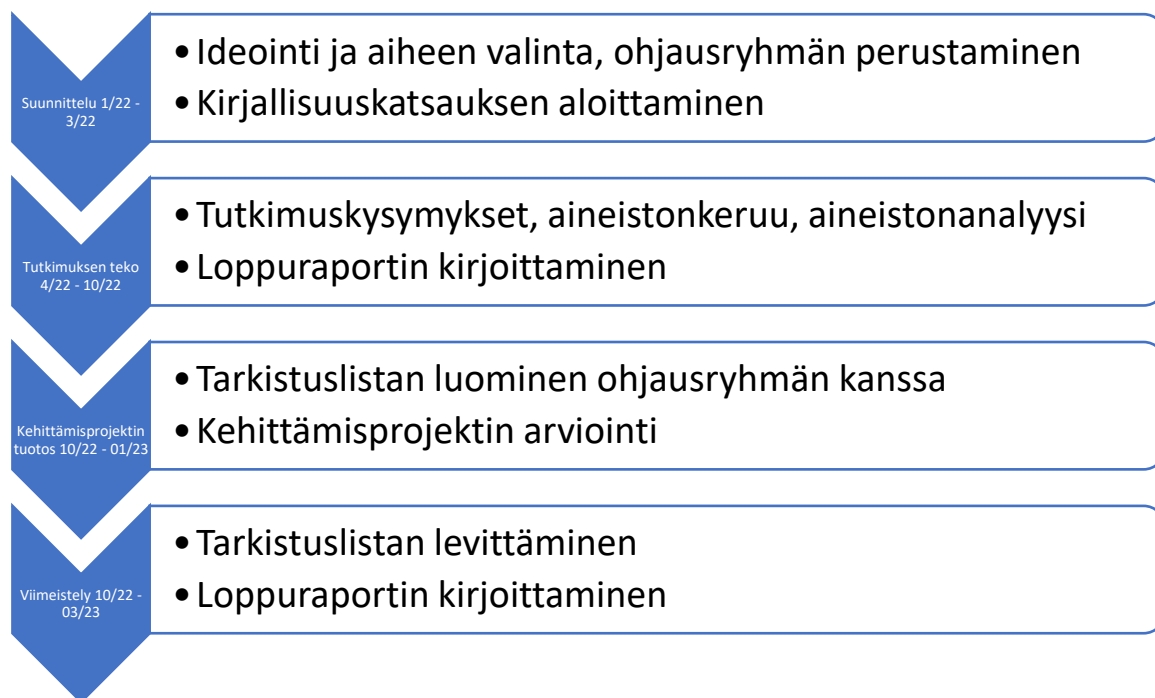 Suunnittelu 1/22 -
3/22
• Ideointi ja aiheen valinta, ohjausryhmän perustaminen
• Kirjallisuuskatsauksen aloittaminen
Tutkimuksen teko
4/22 - 10/22
• Tutkimuskysymykset, aineistonkeruu, aineistonanalyysi
• Loppuraportin kirjoittaminen
Kehittämisprojektin
tuotos 10/22 - 01/23
• Tarkistuslistan luominen ohjausryhmän kanssa
• Kehittämisprojektin arviointi
Viimeistely 10/22 -
03/23
• Tarkistuslistan levittäminen
• Loppuraportin kirjoittaminen